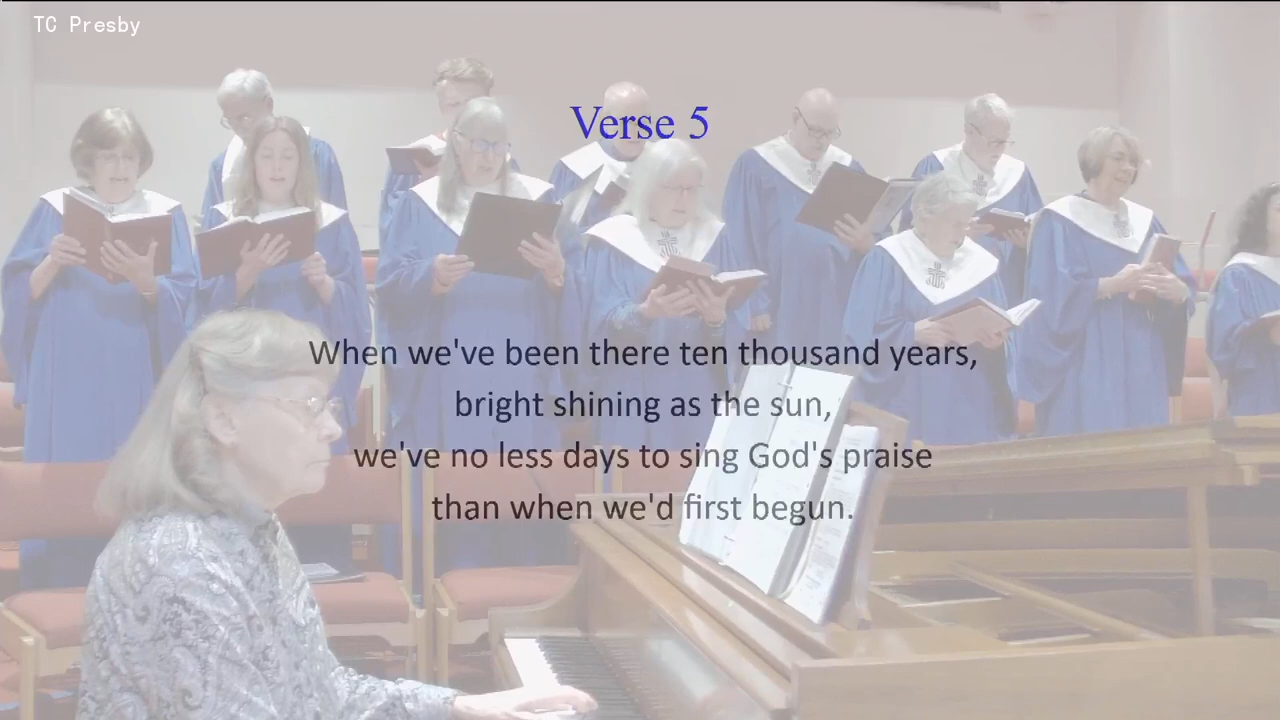 TC Presby
Verse 5
When we've been there ten thousand years,
bright shining as the sun,
we've no less days to sing God's praise
than when we'd first begun.